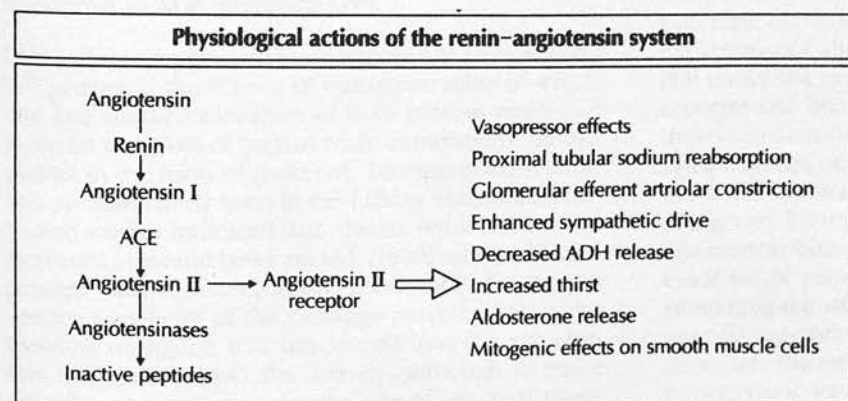 Physiological actions of the renin–angiotensin system
Angiotensin
Renin
Angiotensin I
ACE
Angiotensin II
Angiotensin II
receptor
Angiotensinases
Inactive peptides
Vasopressor effects
Proximal tubular sodium reabsorption
Glomerular efferent artriolar constriction
Enhanced sympathetic drive
Decreased ADH release
Increased thirst
Aldosterone release
Mitogenic effects on smooth muscle cells